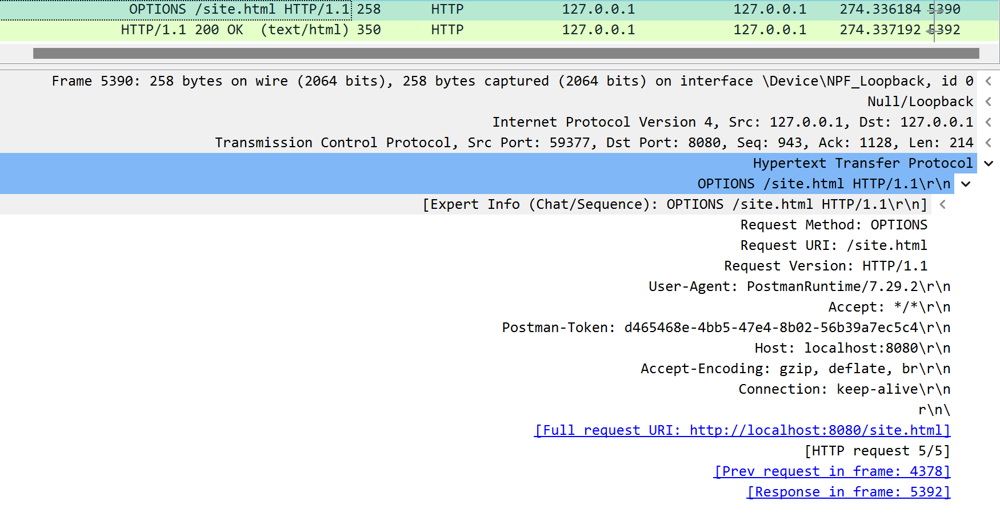 OPTIONS /site.html HTTP/1.1 258 HTTP 127.0.0.1 127.0.0.1 274.336184 5390
HTTP/1.1 200 OK (text/html) 350 HTTP 127.0.0.1 127.0.0.1 274.337192 5392
Frame 5390: 258 bytes on wire (2064 bits), 258 bytes captured (2064 bits) on interface \Device\NPF_Loopback, id 0
Null/Loopback
Internet Protocol Version 4, Src: 127.0.0.1, Dst: 127.0.0.1
Transmission Control Protocol, Src Port: 59377, Dst Port: 8080, Seq: 943, Ack: 1128, Len: 214
Hypertext Transfer Protocol
OPTIONS /site.html HTTP/1.1\r\n
[Expert Info (Chat/Sequence): OPTIONS /site.html HTTP/1.1\r\n]
Request Method: OPTIONS
Request URI: /site.html
Request Version: HTTP/1.1
User-Agent: PostmanRuntime/7.29.2\r\n
Accept: */*\r\n
Postman-Token: d465468e-4bb5-47e4-8b02-56b39a7ec5c4\r\n
Host: localhost:8080\r\n
Accept-Encoding: gzip, deflate, br\r\n
Connection: keep-alive\r\n
r\n\
[Full request URI: http://localhost:8080/site.html]
[HTTP request 5/5]
[Prev request in frame: 4378]
[Response in frame: 5392]